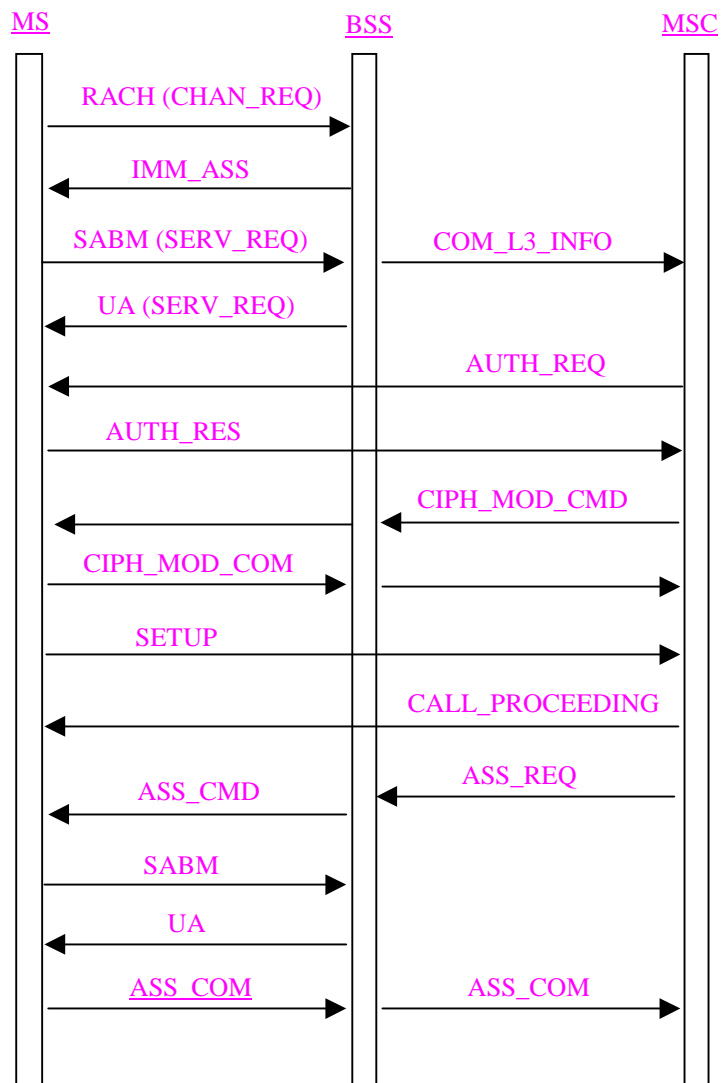 MS
BSS
MSC
RACH (CHAN_REQ)
IMM_ASS
SABM (SERV_REQ)
COM_L3_INFO
UA (SERV_REQ)
AUTH_REQ
AUTH_RES
CIPH_MOD_CMD
CIPH_MOD_COM
SETUP
CALL_PROCEEDING
ASS_REQ
ASS_CMD
SABM
UA
ASS_COM
ASS_COM